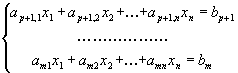 a_{p+1,1}x_1 + a_{p+1,2}x_2 + ... + a_{p+1,n}x_n = b_{p+1}
..................
a_{m1}x_1 + a_{m2}x_2 + ... + a_{mn}x_n = b_m